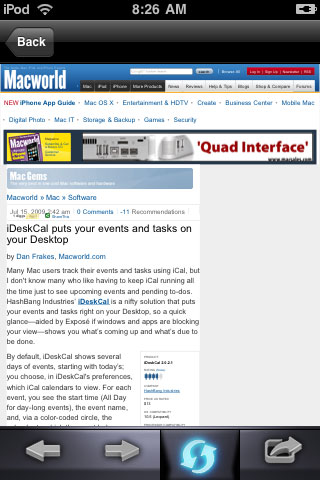 iPod 8:26 AM
Back
Macworld
Mac iPod iPhone More Products News Reviews Help & Tips Blogs Shop & Compare Forums
NEW iPhone App Guide • Mac OS X • Entertainment & HDTV • Create • Business Center • Mobile Mac
• Digital Photo • Mac IT • Storage & Backup • Games • Security
Macworld 'Quad Interface'
Mac Gems
Macworld » Mac » Software
Jul 15, 2009 2:42 am 0 Comments -11 Recommendations
iDeskCal puts your events and tasks on
your Desktop
by Dan Frakes, Macworld.com
Many Mac users track their events and tasks using iCal, but
I don't know many who like having to keep iCal running all
the time just to see upcoming events and pending to-dos.
HashBang Industries' iDeskCal is a nifty solution that puts
your events and tasks right on your Desktop, so a quick
glance—aided by Exposé if windows and apps are blocking
your view—shows you what's coming up and what's due to
be done.
By default, iDeskCal shows several
days of events, starting with today's;
you choose, in iDeskCal's preferences,
which iCal calendars to view. For each
event, you see the start time (All Day
for day-long events), the event name,
and, via a color-coded circle, the
PRODUCT
iDeskCal 2.0.2.1
COMPANY
HashBang Industries